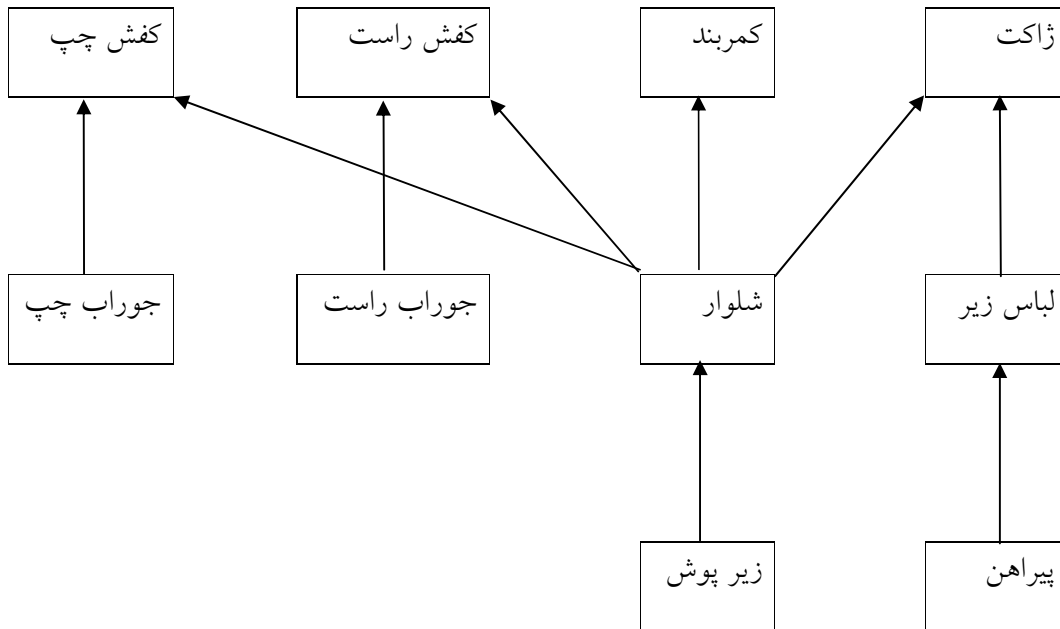 ژاکت
کمربند
کفش راست
کفش چپ
لباس زیر
شلوار
جوراب راست
جوراب چپ
پیراهن
زیر پوش